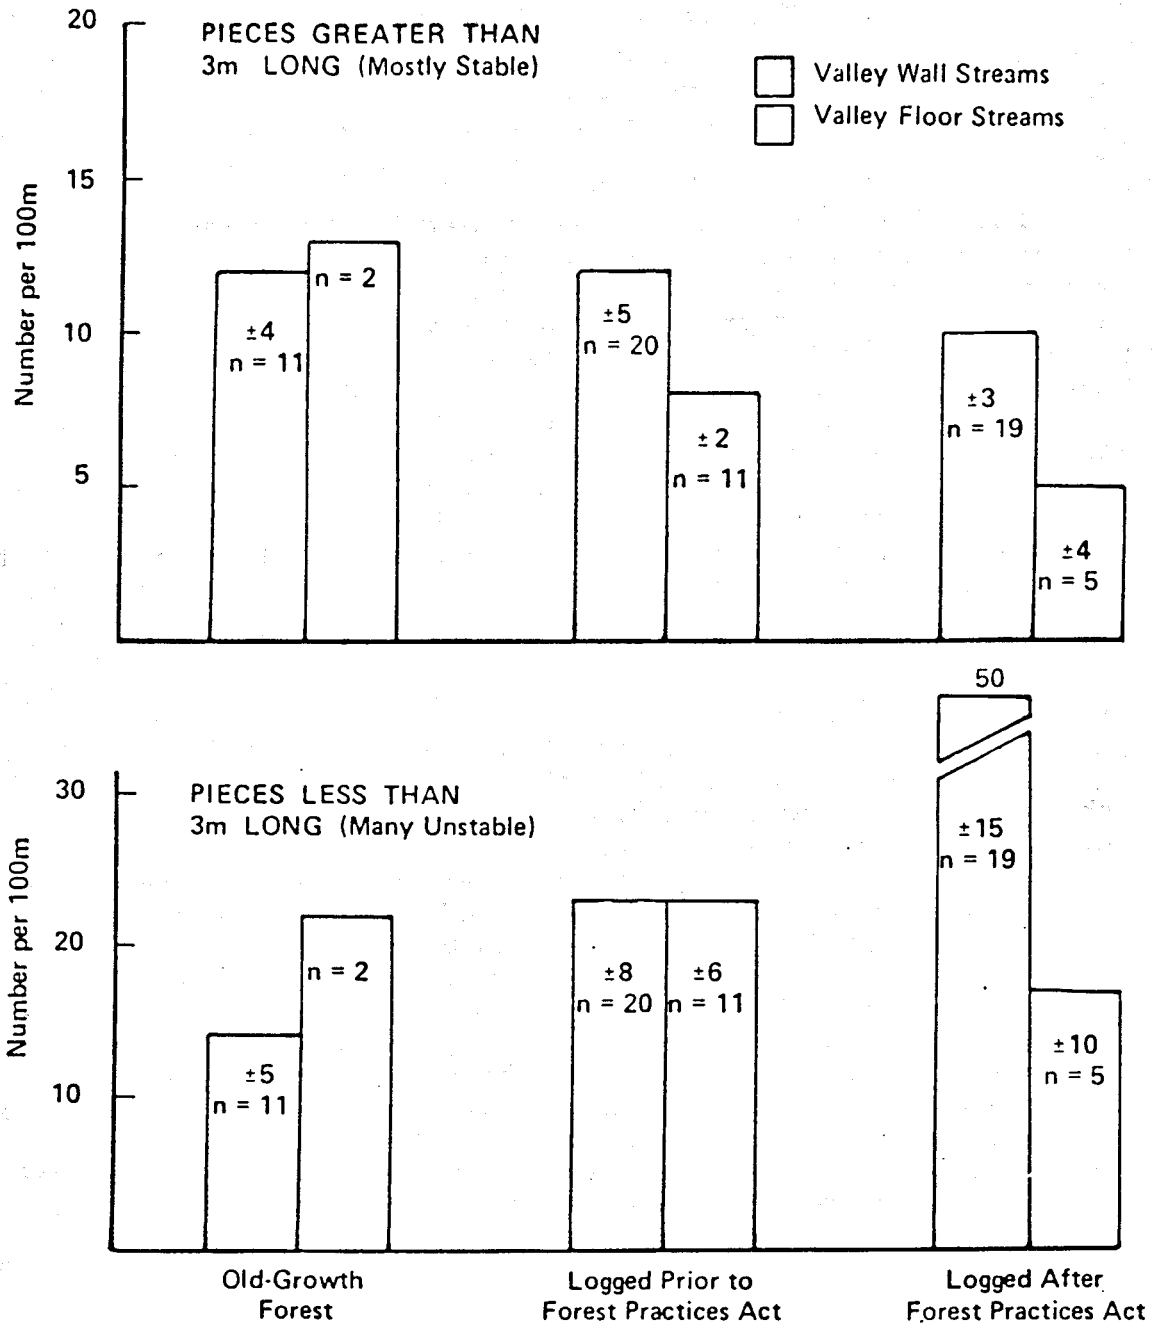 20
PIECES GREATER THAN
3m LONG (Mostly Stable)
Valley Wall Streams
Valley Floor Streams
15
10
5
Number per 100m
±4
n = 11
n = 2
±5
n = 20
±2
n = 11
±3
n = 19
±4
n = 5
50
30
PIECES LESS THAN
3m LONG (Many Unstable)
20
10
Number per 100m
±5
n = 11
n = 2
±8
n = 20
±6
n = 11
±15
n = 19
±10
n = 5
Old-Growth
Forest
Logged Prior to
Forest Practices Act
Logged After
Forest Practices Act